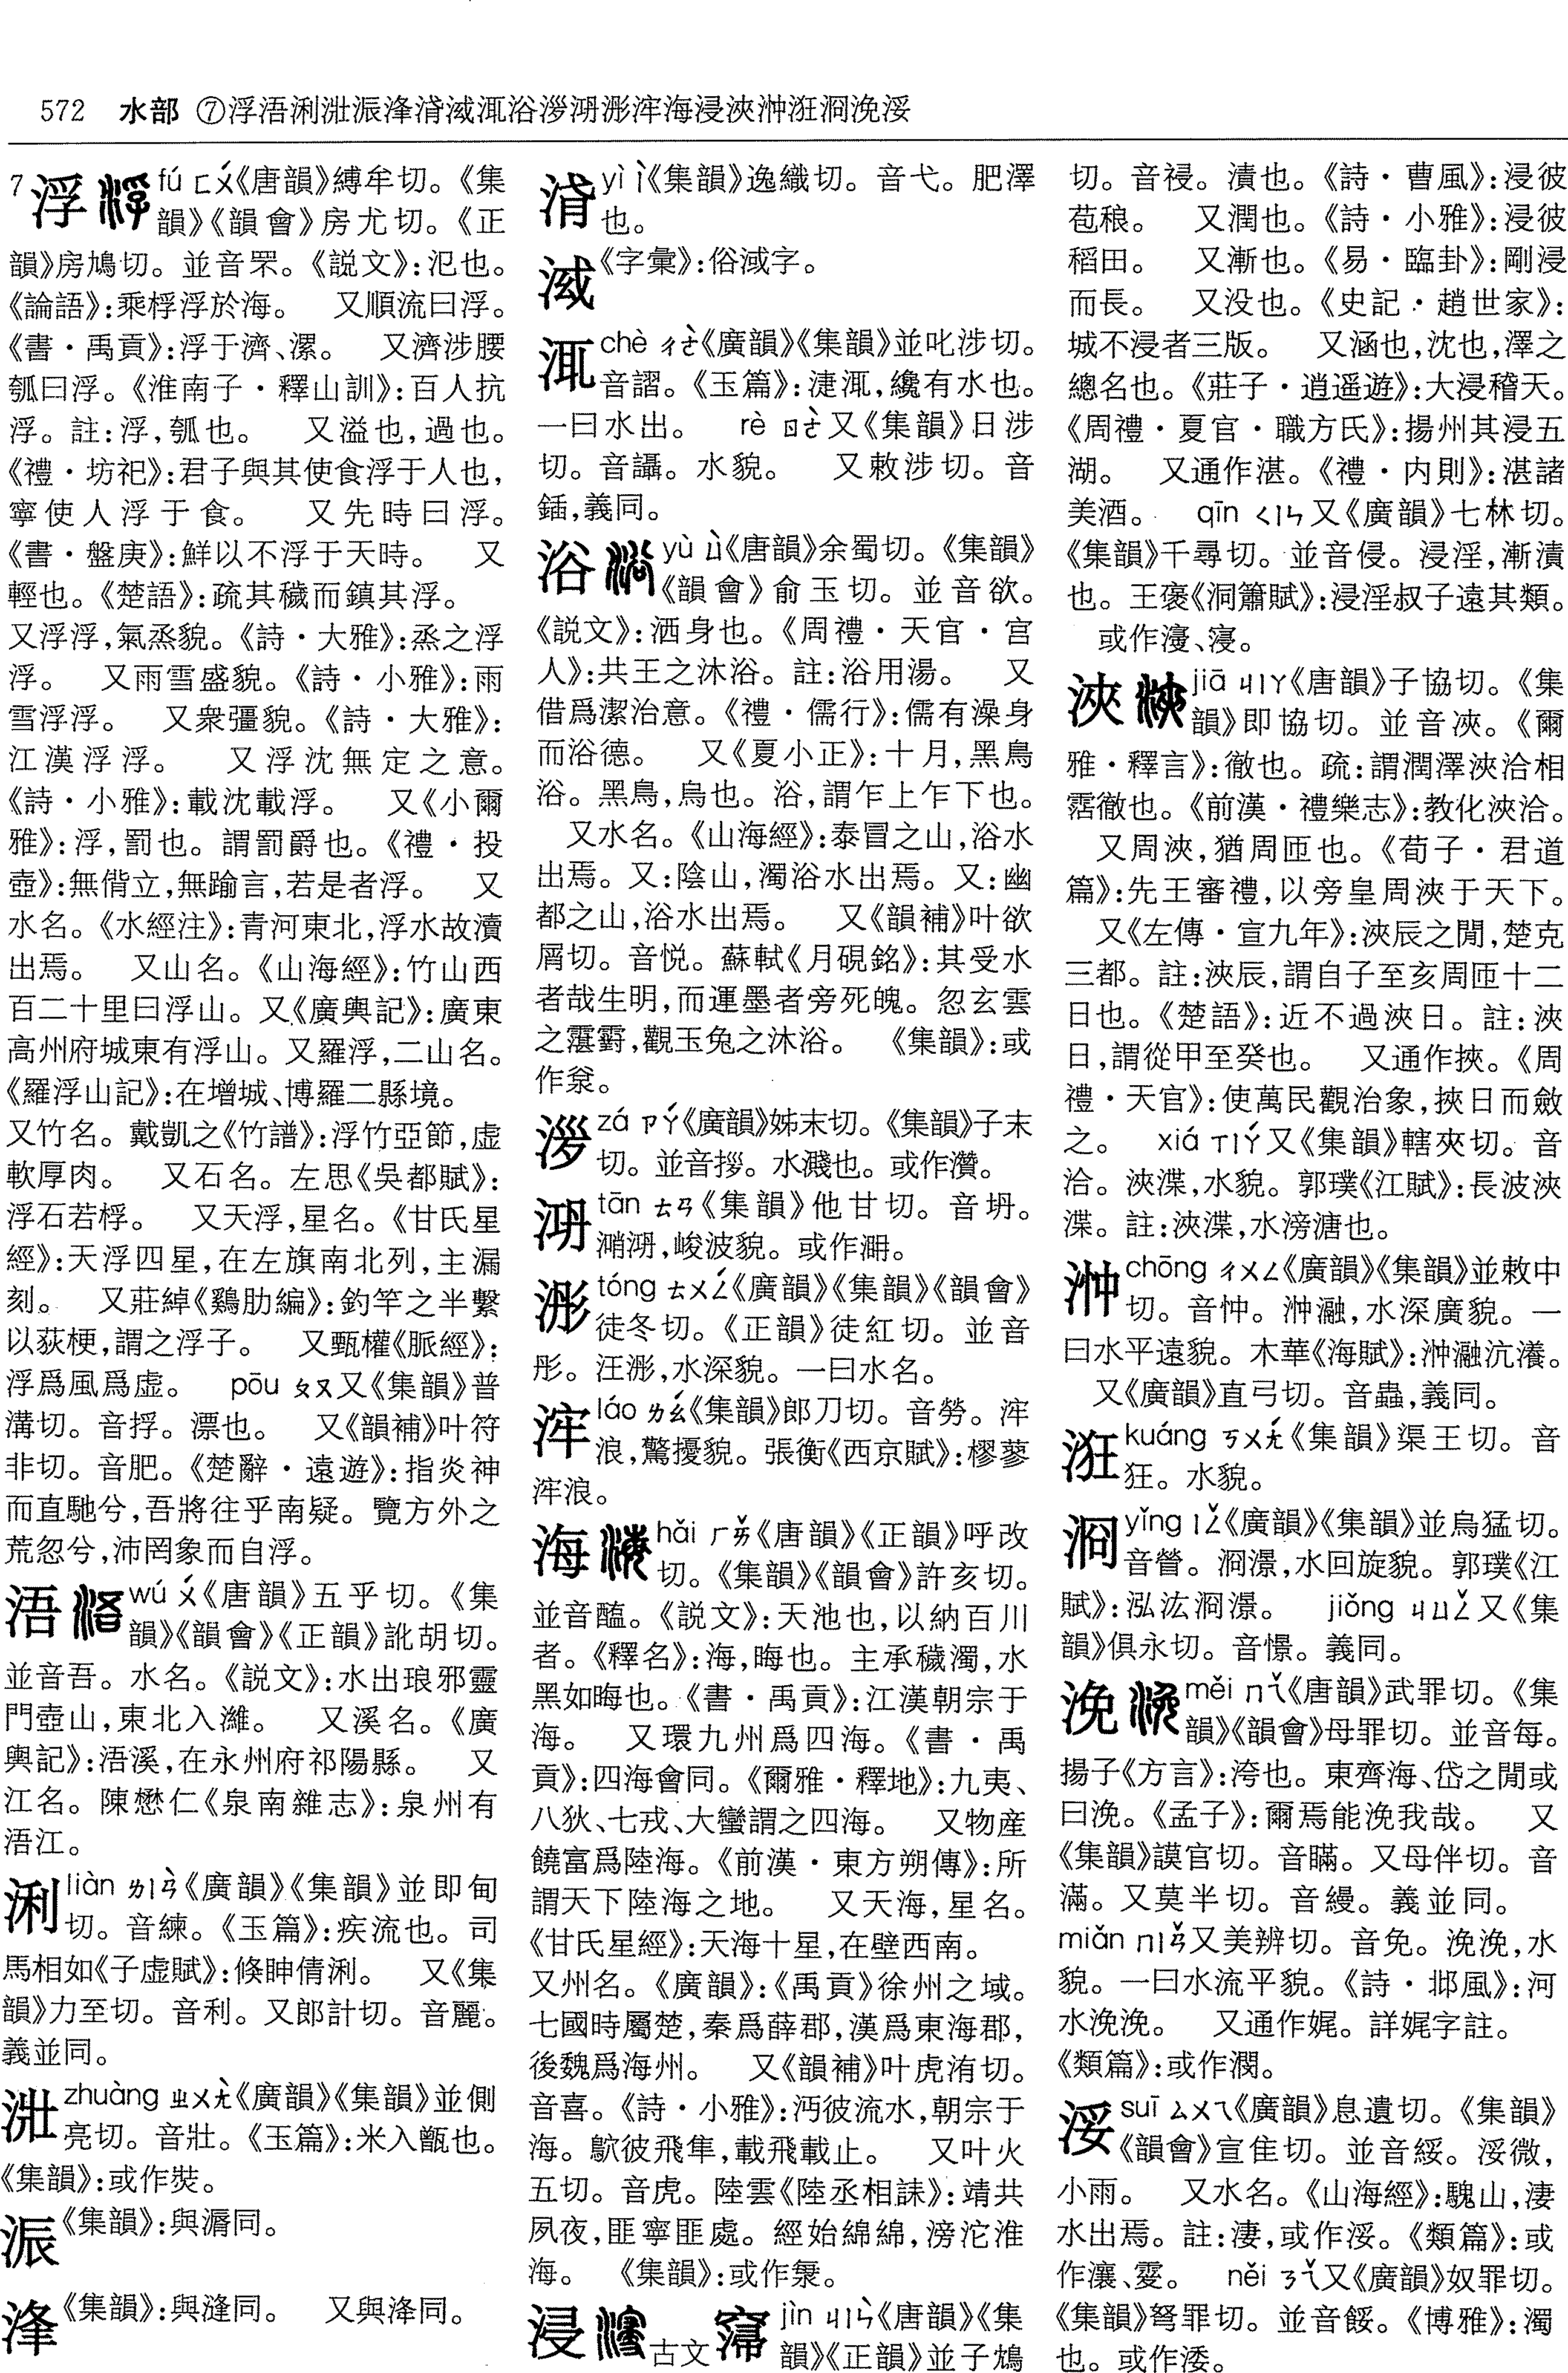 572 水部 ⑦浮浯浰浾浱浲浳浌洱浴浵浺海浸浹浺浻浼浽
7浮 fú ㄈㄨˊ《唐韻》縛牟切。《集
韻》《韻會》房尤切。《正
韻》房鳩切。並音罘。《説文》:氾也。
《論語》:乘桴浮於海。 又順流曰浮。
《書·禹貢》:浮于濟、漯。 又濟涉腰
瓠曰浮。《淮南子·釋山訓》:百人抗
浮。註:浮,瓠也。 又溢也,過也。
《禮·坊記》:君子與其使食浮于人也,
寧使人浮于食。 又先時曰浮。
《書·盤庚》:鮮以不浮于天時。 又
輕也。《楚語》:疏其穢而鎮其浮。
又浮浮,氣烝貌。《詩·大雅》:烝之浮
浮。 又雨雪盛貌。《詩·小雅》:雨
雪浮浮。 又衆彊貌。《詩·大雅》:
江漢浮浮。 又浮沈無定之意。
《詩·小雅》:載沈載浮。 又《小爾
雅》:浮,罰也。謂罰爵也。《禮·投
壺》:無偝立,無踰言,若是者浮。 又
水名。《水經注》:青河東北,浮水故瀆
出焉。 又山名。《山海經》:竹山西
百二十里曰浮山。又《廣輿記》:廣東
高州府城東有浮山。又羅浮,二山名。
《羅浮山記》:在增城、博羅二縣境。
又竹名。戴凱之《竹譜》:浮竹亞節,虛
軟厚肉。 又石名。左思《吳都賦》:
浮石若桴。 又天浮,星名。《甘氏星
經》:天浮四星,在左旗南北列,主漏
刻。 又莊綽《鷄肋編》:釣竿之半繫
以荻梗,謂之浮子。 又甄權《脈經》:
浮爲風爲虛。 pōu ㄆㄡ又《集韻》普
溝切。音捊。漂也。 又《韻補》叶符
非切。音肥。《楚辭·遠遊》:指炎神
而直馳兮,吾將往乎南疑。覽方外之
荒忽兮,沛罔象而自浮。
浯 wú ㄨˊ《唐韻》五乎切。《集
韻》《韻會》《正韻》訛胡切。
並音吾。水名。《説文》:水出琅邪靈
門壺山,東北入濰。 又溪名。《廣
輿記》:浯溪,在永州府祁陽縣。 又
江名。陳懋仁《泉南雜志》:泉州有
浯江。
浰 liàn ㄌㄧㄢˋ《廣韻》《集韻》並即甸
切。音練。《玉篇》:疾流也。司
馬相如《子虛賦》:倏眒倩浰。 又《集
韻》力至切。音利。又郎計切。音麗。
義並同。
zhuàng ㄓㄨㄤˋ《廣韻》《集韻》並側
亮切。音壯。《玉篇》:米入甑也。
《集韻》:或作弉。
《集韻》:與漘同。
浲《集韻》:與漨同。 又與洚同。
yì ㄧˋ《集韻》逸織切。音弋。肥澤
也。
《字彙》:俗減字。
chè ㄔㄜˋ《廣韻》《集韻》並叱涉切。
音謵。《玉篇》:,纔有水也。
一曰水出。 rè ㄖㄜˋ又《集韻》日涉
切。音讘。水貌。 又敕涉切。音
鍤,義同。
浴 yù ㄩˋ《唐韻》余蜀切。《集韻》
《韻會》俞玉切。並音欲。
《説文》:洒身也。《周禮·天官·宮
人》:共王之沐浴。註:浴用湯。 又
借爲潔治意。《禮·儒行》:儒有澡身
而浴德。 又《夏小正》:十月,黑鳥
浴。黑鳥,烏也。浴,謂乍上乍下也。
又水名。《山海經》:泰冒之山,浴水
出焉。又:陰山,濁浴水出焉。又:幽
都之山,浴水出焉。 又《韻補》叶欲
屑切。音悦。蘇軾《月硯銘》:其受水
者哉生明,而運墨者旁死魄。忽玄雲
之霮䨴,觀玉兔之沐浴。 《集韻》:或
作。
zá ㄗㄚˊ《廣韻》姊末切。《集韻》子末
切。並音拶。水濺也。或作灒。
tān ㄊㄢ《集韻》他甘切。音坍。
,峻波貌。或作。
浵 tóng ㄊㄨㄥˊ《廣韻》《集韻》《韻會》
徒冬切。《正韻》徒紅切。並音
彤。汪浵,水深貌。一曰水名。
浶 láo ㄌㄠˊ《集韻》郎刀切。音勞。浶
浪,驚擾貌。張衡《西京賦》:摎蓼
浶浪。
海 hǎi ㄏㄞˇ《唐韻》《正韻》呼改
切。《集韻》《韻會》許亥切。
並音醢。《説文》:天池也,以納百川
者。《釋名》:海,晦也。主承穢濁,水
黑如晦也。《書·禹貢》:江漢朝宗于
海。 又環九州爲四海。《書·禹
貢》:四海會同。《爾雅·釋地》:九夷、
八狄、七戎、大蠻謂之四海。 又物産
饒富爲陸海。《前漢·東方朔傳》:所
謂天下陸海之地。 又天海,星名。
《甘氏星經》:天海十星,在壁西南。
又州名。《廣韻》:《禹貢》徐州之域。
七國時屬楚,秦爲薛郡,漢爲東海郡,
後魏爲海州。 又《韻補》叶虎洧切。
音喜。《詩·小雅》:沔彼流水,朝宗于
海。鴥彼飛隼,載飛載止。 又叶火
五切。音虎。陸雲《陸丞相誄》:靖共
夙夜,匪寧匪處。經始綿綿,滂沱淮
海。 《集韻》:或作𣴴。
浸 古文 jìn ㄐㄧㄣˋ《唐韻》《集
韻》《正韻》並子鴆
切。音祲。漬也。《詩·曹風》:浸彼
苞稂。 又潤也。《詩·小雅》:浸彼
稻田。 又漸也。《易·臨卦》:剛浸
而長。 又没也。《史記·趙世家》:
城不浸者三版。 又涵也,沈也,澤之
總名也。《莊子·逍遥遊》:大浸稽天。
《周禮·夏官·職方氏》:揚州其浸五
湖。 又通作湛。《禮·内則》:湛諸
美酒。 qīn ㄑㄧㄣ又《廣韻》七林切。
《集韻》千尋切。並音侵。浸淫,漸漬
也。王褒《洞簫賦》:浸淫叔子遠其類。
或作濅、寖。
浹 jiā ㄐㄧㄚ《唐韻》子協切。《集
韻》即協切。並音浹。《爾
雅·釋言》:徹也。疏:謂潤澤浹洽相
霑徹也。《前漢·禮樂志》:教化浹洽。
又周浹,猶周匝也。《荀子·君道
篇》:先王審禮,以旁皇周浹于天下。
又《左傳·宣九年》:浹辰之閒,楚克
三都。註:浹辰,謂自子至亥周匝十二
日也。《楚語》:近不過浹日。註:浹
日,謂從甲至癸也。 又通作挾。《周
禮·天官》:使萬民觀治象,挾日而斂
之。 xiá ㄒㄧㄚˊ又《集韻》轄夾切。音
洽。浹渫,水貌。郭璞《江賦》:長波浹
渫。註:浹渫,水滂溏也。
浺 chōng ㄔㄨㄥ《廣韻》《集韻》並敕中
切。音忡。浺瀜,水深廣貌。一
曰水平遠貌。木華《海賦》:浺瀜沆瀁。
又《廣韻》直弓切。音蟲,義同。
kuáng ㄎㄨㄤˊ《集韻》渠王切。音
狂。水貌。
浻 yǐng ㄧㄥˇ《廣韻》《集韻》並烏猛切。
音𥌾。浻澋,水回旋貌。郭璞《江
賦》:泓汯浻澋。 jiǒng ㄐㄩㄥˇ又《集
韻》俱永切。音憬。義同。
浼 měi ㄇㄟˇ《唐韻》武罪切。《集
韻》《韻會》母罪切。並音每。
揚子《方言》:洿也。東齊海、岱之閒或
曰浼。《孟子》:爾焉能浼我哉。 又
《集韻》謨官切。音瞞。又母伴切。音
滿。又莫半切。音縵。義並同。
miǎn ㄇㄧㄢˇ又美辨切。音免。浼浼,水
貌。一曰水流平貌。《詩·邶風》:河
水浼浼。 又通作娓。詳娓字註。
《類篇》:或作潤。
浽 suī ㄙㄨㄟ《廣韻》息遺切。《集韻》
《韻會》宣隹切。並音綏。浽微,
小雨。 又水名。《山海經》:騩山,淒
水出焉。註:淒,或作浽。《類篇》:或
作瀤、霎。 něi ㄋㄟˇ又《廣韻》奴罪切。
《集韻》弩罪切。並音餒。《博雅》:濁
也。或作涹。